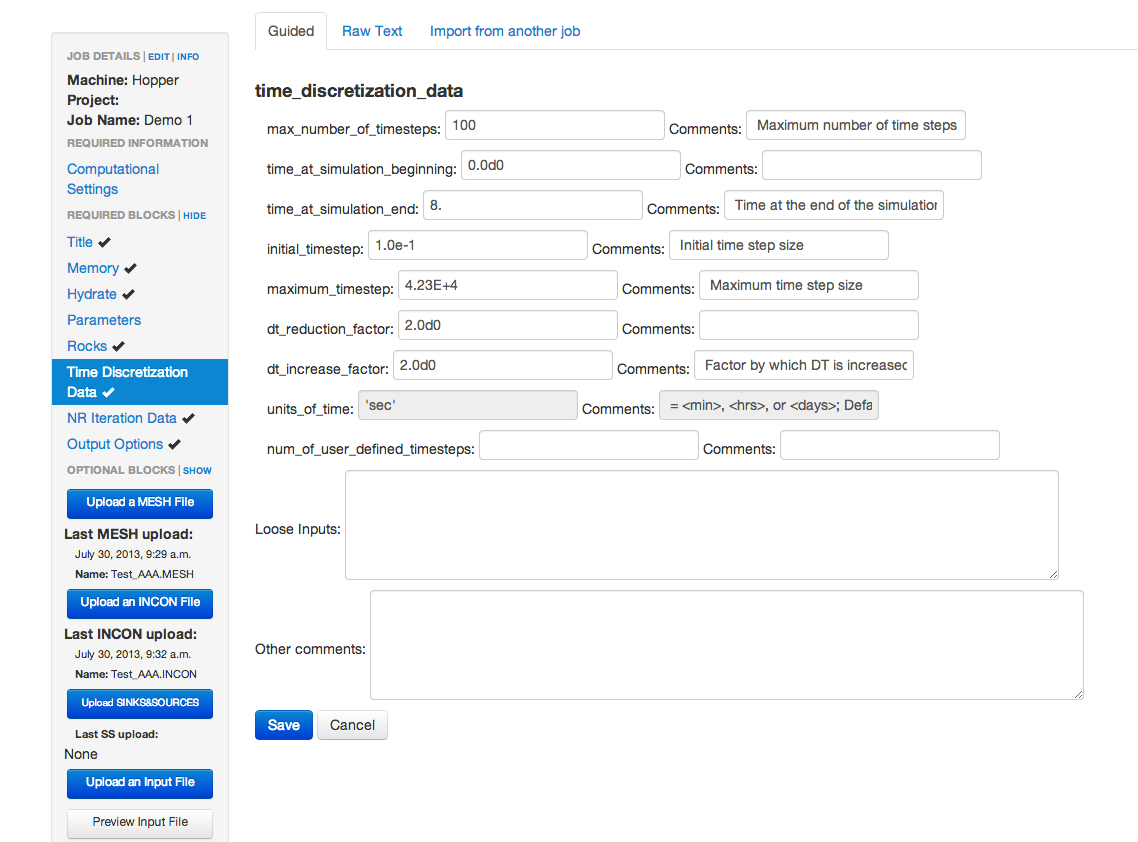 Guided Raw Text Import from another job
JOB DETAILS | EDIT | INFO
Machine: Hopper
Project:
Job Name: Demo 1
REQUIRED INFORMATION
Computational
Settings
REQUIRED BLOCKS | HIDE
Title
Memory
Hydrate
Parameters
Rocks
Time Discretization
Data
NR Iteration Data
Output Options
OPTIONAL BLOCKS | SHOW
Upload a MESH File
Last MESH upload:
July 30, 2013, 9:29 a.m.
Name: Test_AAA.MESH
Upload an INCON File
Last INCON upload:
July 30, 2013, 9:32 a.m.
Name: Test_AAA.INCON
Upload SINKS&SOURCES
Last SS upload:
None
Upload an Input File
Preview Input File
time_discretization_data
max_number_of_timesteps: 100 Comments: Maximum number of time steps
time_at_simulation_beginning: 0.0d0 Comments:
time_at_simulation_end: 8. Comments: Time at the end of the simulation
initial_timestep: 1.0e-1 Comments: Initial time step size
maximum_timestep: 4.23E+4 Comments: Maximum time step size
dt_reduction_factor: 2.0d0 Comments:
dt_increase_factor: 2.0d0 Comments: Factor by which DT is increased
units_of_time: 'sec' Comments: = <min>, <hrs>, or <days>; Defa
num_of_user_defined_timesteps: Comments:
Loose Inputs:
Other comments:
Save Cancel